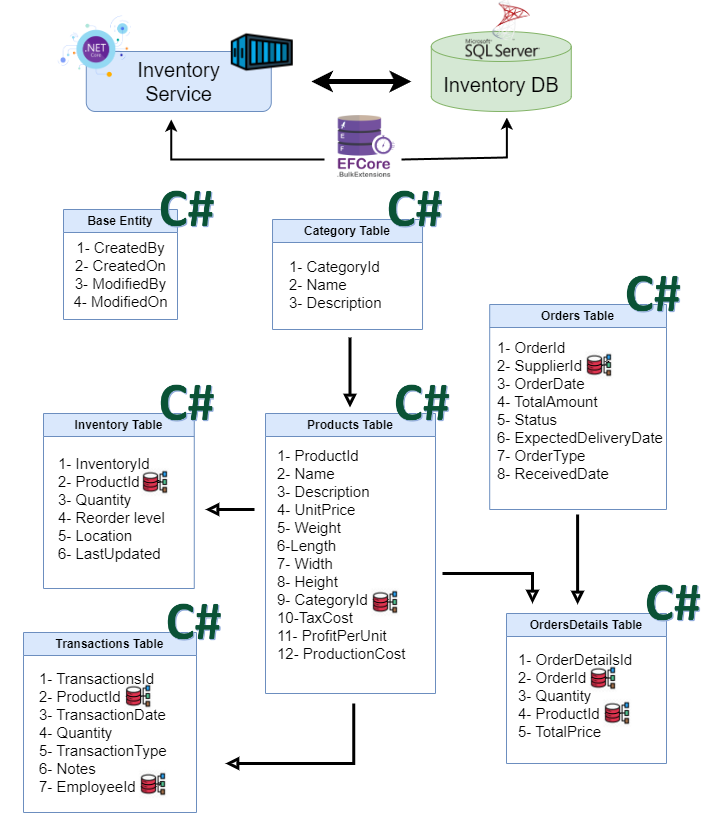 .NET
Core
Inventory
Service
Microsoft
SQL Server
Inventory DB
E
F
EFCore
.BulkExtensions
C#
Base Entity
1- CreatedBy
2- CreatedOn
3- ModifiedBy
4- ModifiedOn
C#
Category Table
1- CategoryId
2- Name
3- Description
C#
Orders Table
1- OrderId
2- SupplierId
3- OrderDate
4- TotalAmount
5- Status
6- ExpectedDeliveryDate
7- OrderType
8- ReceivedDate
C#
Inventory Table
1- InventoryId
2- ProductId
3- Quantity
4- Reorder level
5- Location
6- LastUpdated
C#
Products Table
1- ProductId
2- Name
3- Description
4- UnitPrice
5- Weight
6-Length
7- Width
8- Height
9- CategoryId
10-TaxCost
11- ProfitPerUnit
12- ProductionCost
C#
Transactions Table
1- TransactionsId
2- ProductId
3- TransactionDate
4- Quantity
5- TransactionType
6- Notes
7- EmployeeId
C#
OrdersDetails Table
1- OrderDetailsId
2- OrderId
3- Quantity
4- ProductId
5- TotalPrice